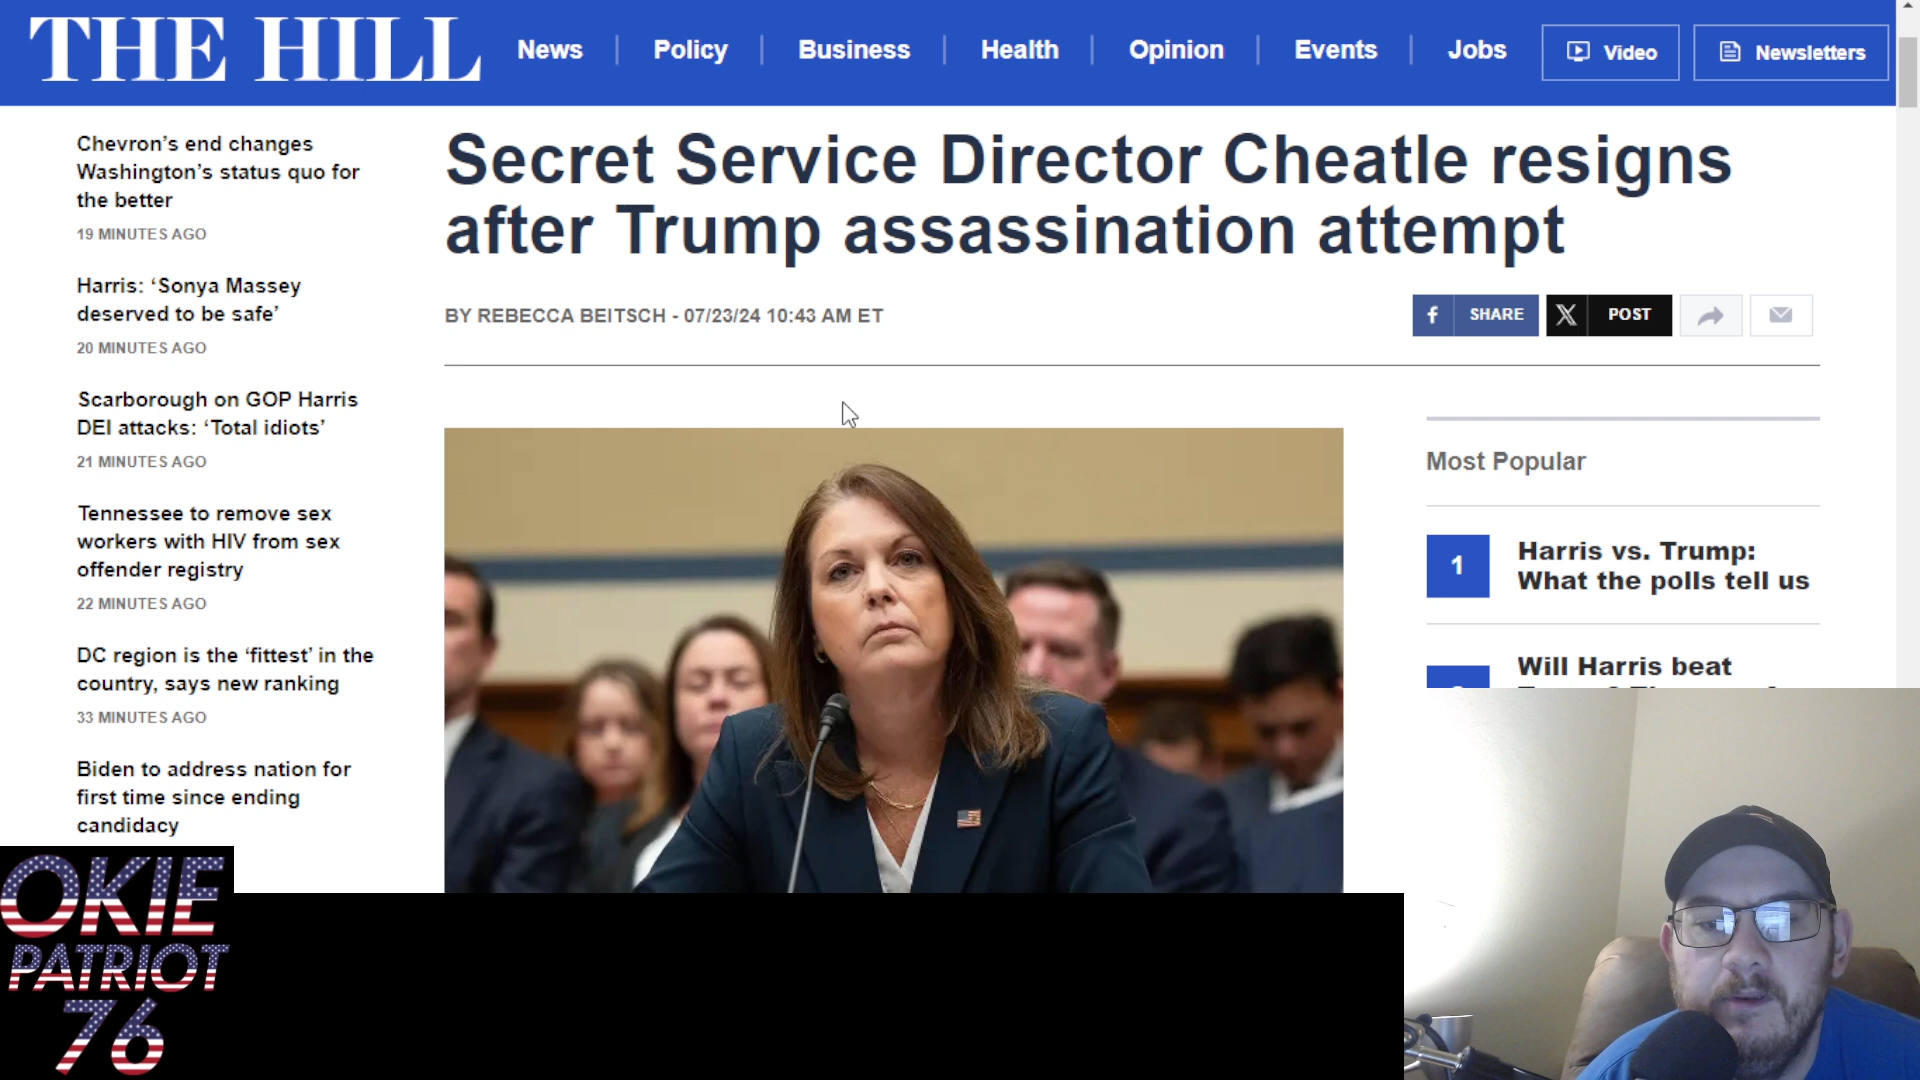 THE HILL
News
Policy
Business
Health
Opinion
Events
Jobs
Video
Newsletters
Chevron’s end changes
Washington’s status quo for
the better
19 MINUTES AGO
Harris: ‘Sonya Massey
deserved to be safe’
20 MINUTES AGO
Scarborough on GOP Harris
DEI attacks: ‘Total idiots’
21 MINUTES AGO
Tennessee to remove sex
workers with HIV from sex
offender registry
22 MINUTES AGO
DC region is the ‘fittest’ in the
country, says new ranking
33 MINUTES AGO
Biden to address nation for
first time since ending
candidacy
Secret Service Director Cheatle resigns
after Trump assassination attempt
BY REBECCA BEITSCH - 07/23/24 10:43 AM ET
SHARE
POST
Most Popular
1
Harris vs. Trump:
What the polls tell us
Will Harris beat
OKIE
PATRIOT
76